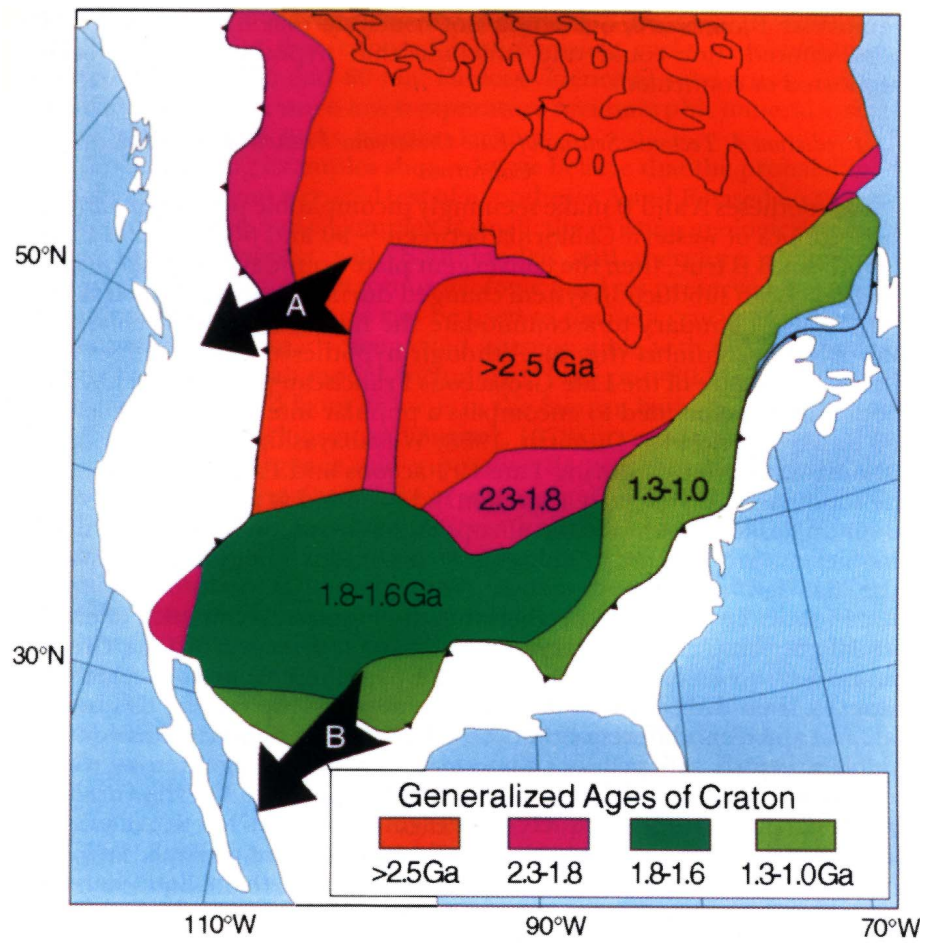 50°N
A
>2.5 Ga
2.3-1.8
1.3-1.0
1.8-1.6Ga
30°N
B
Generalized Ages of Craton
>2.5Ga 2.3-1.8 1.8-1.6 1.3-1.0Ga
110°W 90°W 70°W